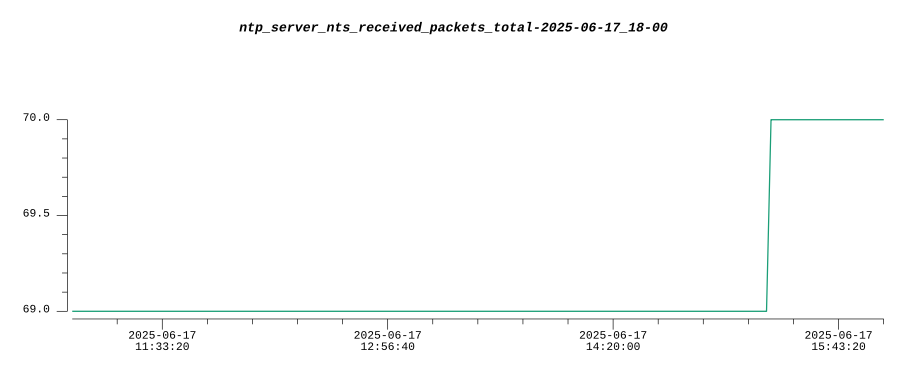 ntp_server_nts_received_packets_total-2025-06-17_18-00
70.0
69.5
69.0
2025-06-17 2025-06-17 2025-06-17 2025-06-17
11:33:20 12:56:40 14:20:00 15:43:20